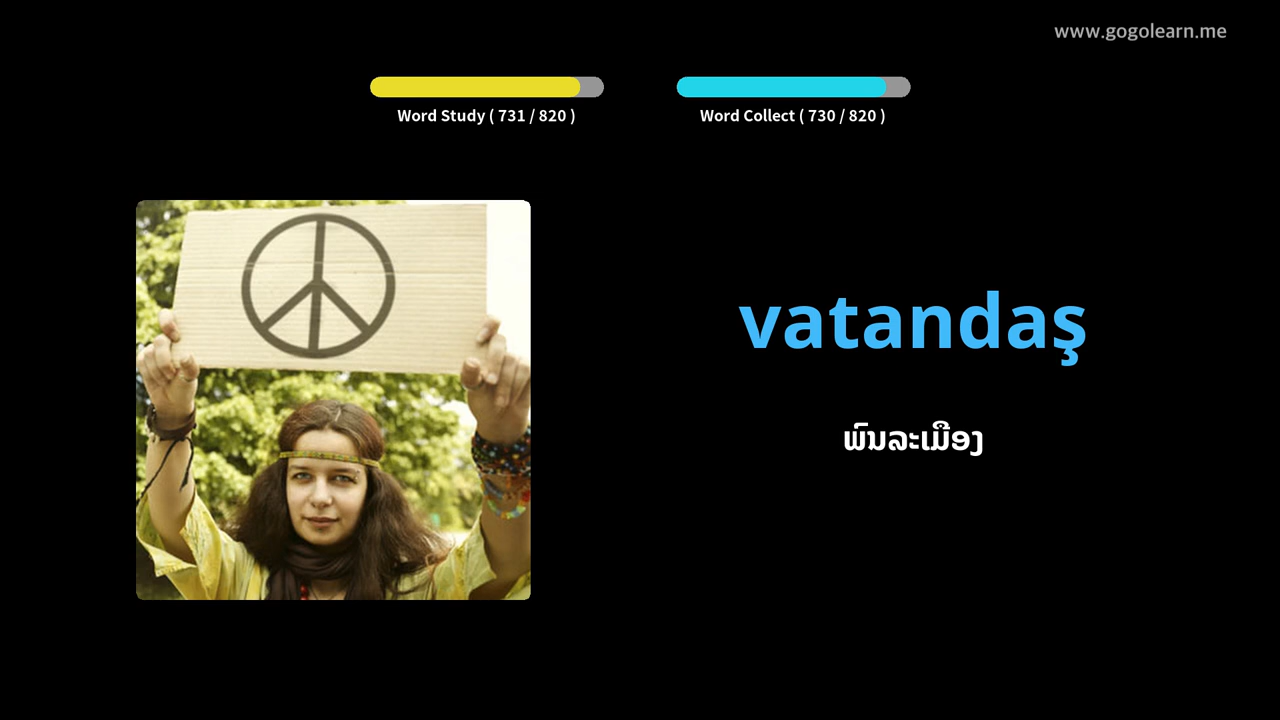 www.gogolearn.me
Word Study ( 731 / 820 )
Word Collect ( 730 / 820 )
vatandaş
ພົນລະເມືອງ